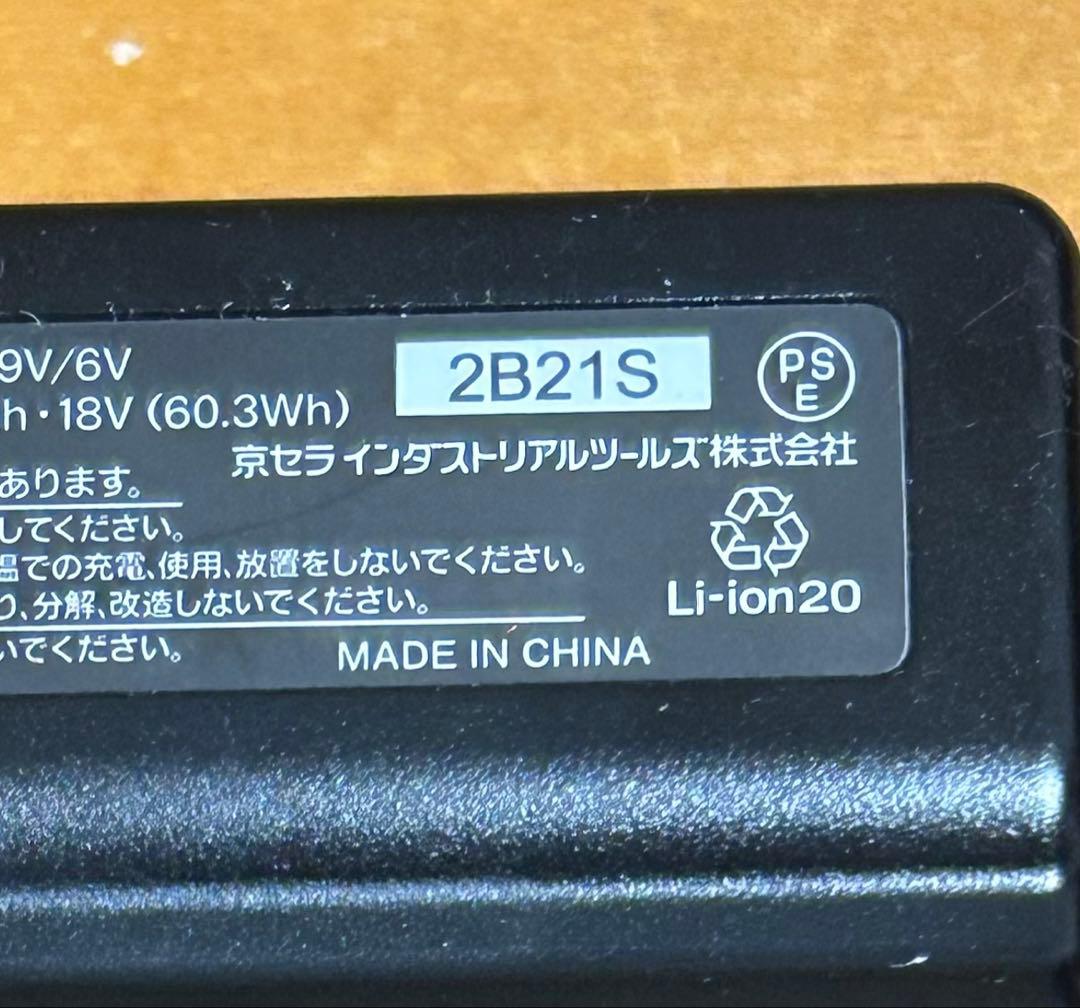 9V/6V
2B21S
PS
E
h・18V (60.3Wh)
京セラ インダストリアルツールズ株式会社
あります。
してください。
温での充電、使用、放置をしないでください。
り、分解、改造しないでください。
Li-ion20
いでください。
MADE IN CHINA